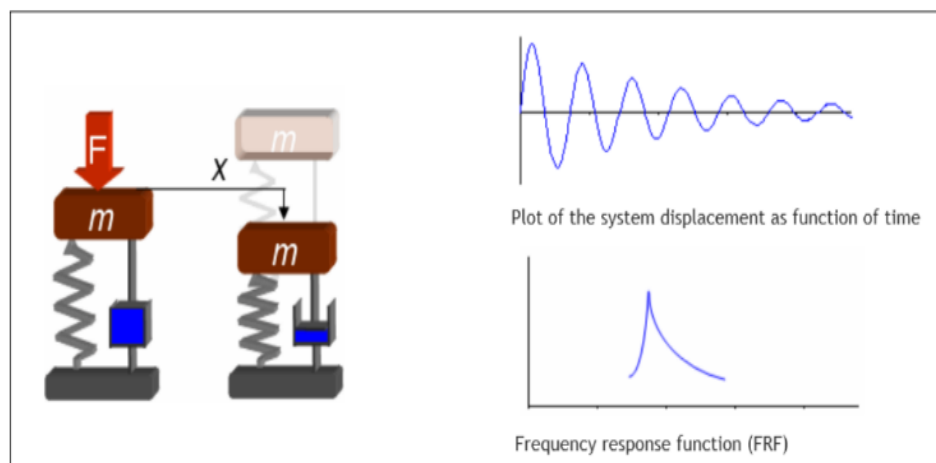 F
m
X
m
m
Plot of the system displacement as function of time
Frequency response function (FRF)